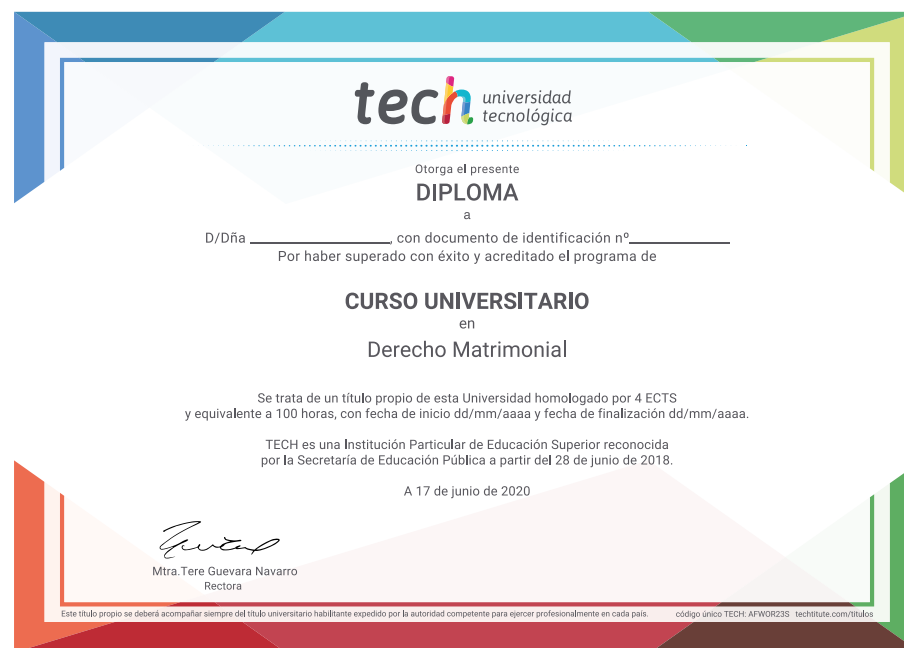 tech universidad
tecnológica
Otorga el presente
DIPLOMA
a
D/Dña ____________________, con documento de identificación nº______________
Por haber superado con éxito y acreditado el programa de
CURSO UNIVERSITARIO
en
Derecho Matrimonial
Se trata de un título propio de esta Universidad homologado por 4 ECTS
y equivalente a 100 horas, con fecha de inicio dd/mm/aaaa y fecha de finalización dd/mm/aaaa.
TECH es una Institución Particular de Educación Superior reconocida
por la Secretaría de Educación Pública a partir del 28 de junio de 2018.
A 17 de junio de 2020
Mtra.Tere Guevara Navarro
Rectora
Este título propio se deberá acompañar siempre del título universitario habilitante expedido por la autoridad competente para ejercer profesionalmente en cada país. código único TECH: AFWOR23S techtitute.com/titulos